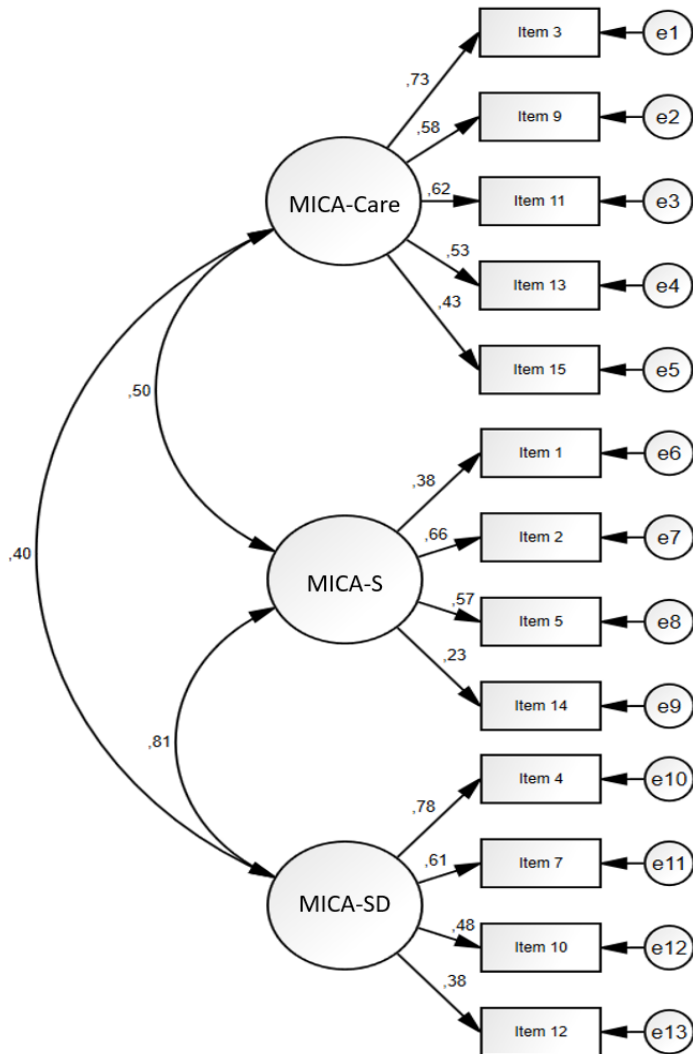 Item 3
e1
,73
Item 9
e2
,58
MICA-Care
,62
Item 11
e3
,53
Item 13
e4
,43
Item 15
e5
,50
Item 1
e6
,38
,66
Item 2
e7
,40
MICA-S
,57
Item 5
e8
,23
Item 14
e9
,81
Item 4
e10
,78
,61
Item 7
e11
MICA-SD
,48
Item 10
e12
,38
Item 12
e13